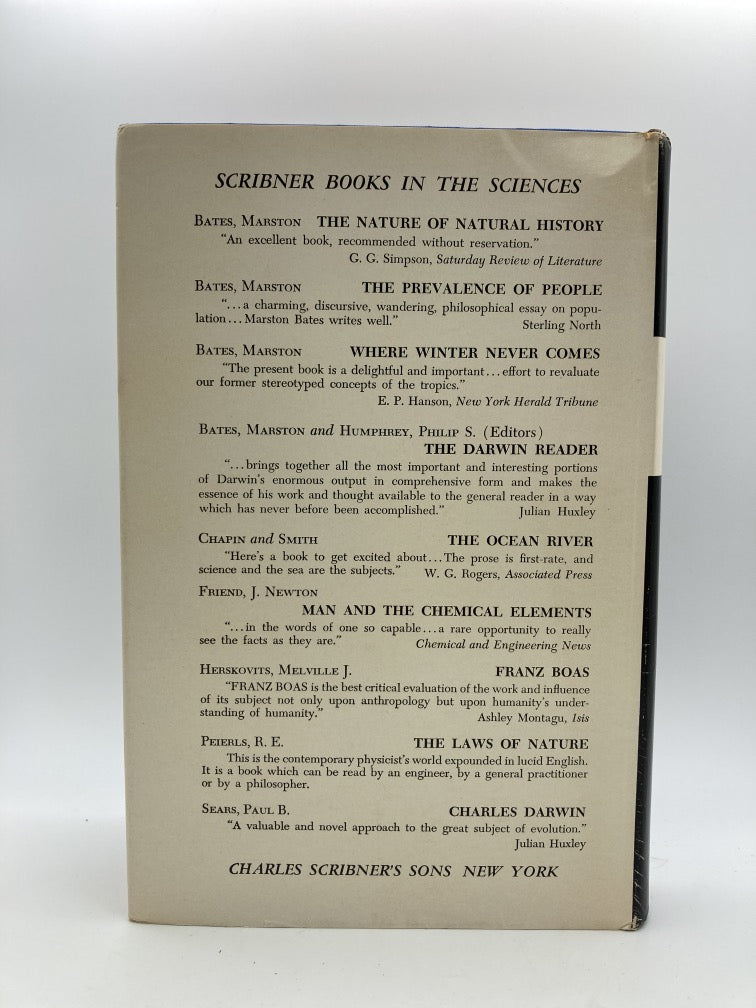 SCRIBNER BOOKS IN THE SCIENCES
BATES, MARSTON THE NATURE OF NATURAL HISTORY
"An excellent book, recommended without reservation."
G. G. Simpson, Saturday Review of Literature
BATES, MARSTON THE PREVALENCE OF PEOPLE
"...a charming, discursive, wandering, philosophical essay on popu-
lation...Marston Bates writes well." Sterling North
BATES, MARSTON WHERE WINTER NEVER COMES
"The present book is a delightful and important...effort to revaluate
our former stereotyped concepts of the tropics."
E. P. Hanson, New York Herald Tribune
BATES, MARSTON and HUMPHREY, PHILIP S. (Editors)
THE DARWIN READER
"...brings together all the most important and interesting portions
of Darwin's enormous output in comprehensive form and makes the
essence of his work and thought available to the general reader in a way
which has never before been accomplished." Julian Huxley
CHAPIN and SMITH THE OCEAN RIVER
"Here's a book to get excited about...The prose is first-rate, and
science and the sea are the subjects." W. G. Rogers, Associated Press
FRIEND, J. NEWTON
MAN AND THE CHEMICAL ELEMENTS
"...in the words of one so capable...a rare opportunity to really
see the facts as they are." Chemical and Engineering News
HERSKOVITS, MELVILLE J. FRANZ BOAS
"FRANZ BOAS is the best critical evaluation of the work and influence
of its subject not only upon anthropology but upon humanity's under-
standing of humanity." Ashley Montagu, Isis
PEIERLS, R. E. THE LAWS OF NATURE
This is the contemporary physicist's world expounded in lucid English.
It is a book which can be read by an engineer, by a general practitioner
or by a philosopher.
SEARS, PAUL B. CHARLES DARWIN
"A valuable and novel approach to the great subject of evolution."
Julian Huxley
CHARLES SCRIBNER'S SONS NEW YORK